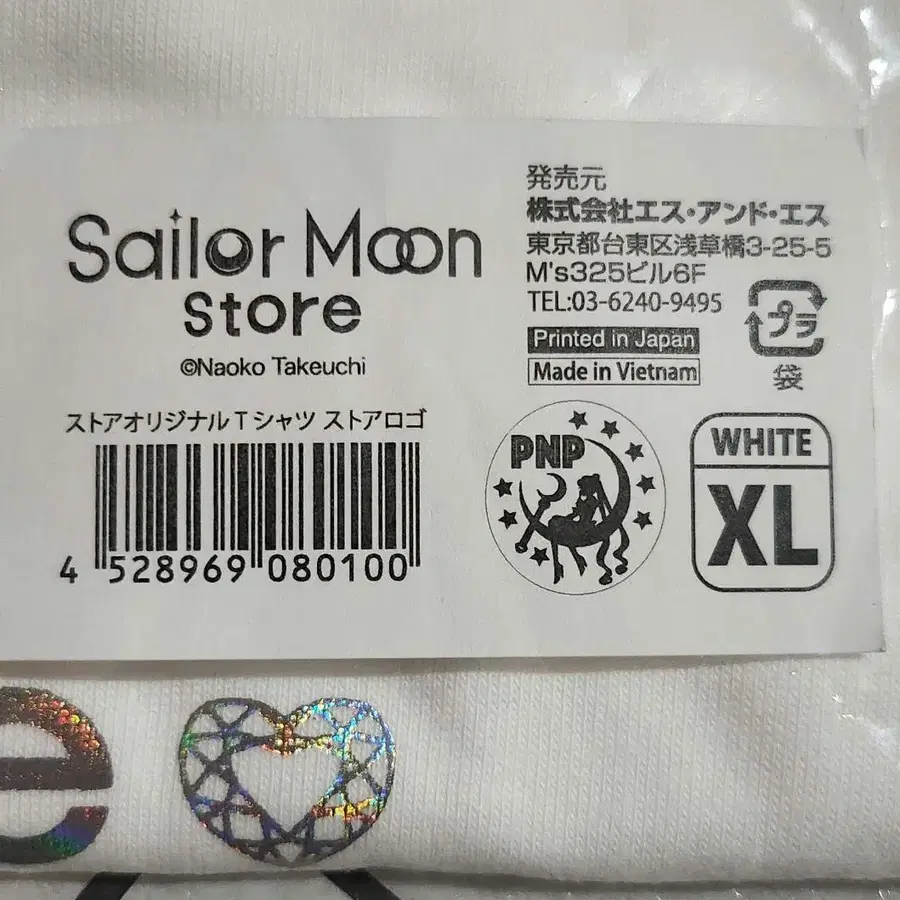 Sailor Moon
store
©Naoko Takeuchi
ストアオリジナルTシャツ ストアロゴ
4 528969 080100
発売元
株式会社エス・アンド・エス
東京都台東区浅草橋3-25-5
M's325ビル6F
TEL:03-6240-9495
プラ
袋
Printed in Japan
Made in Vietnam
PNP
WHITE
XL
e